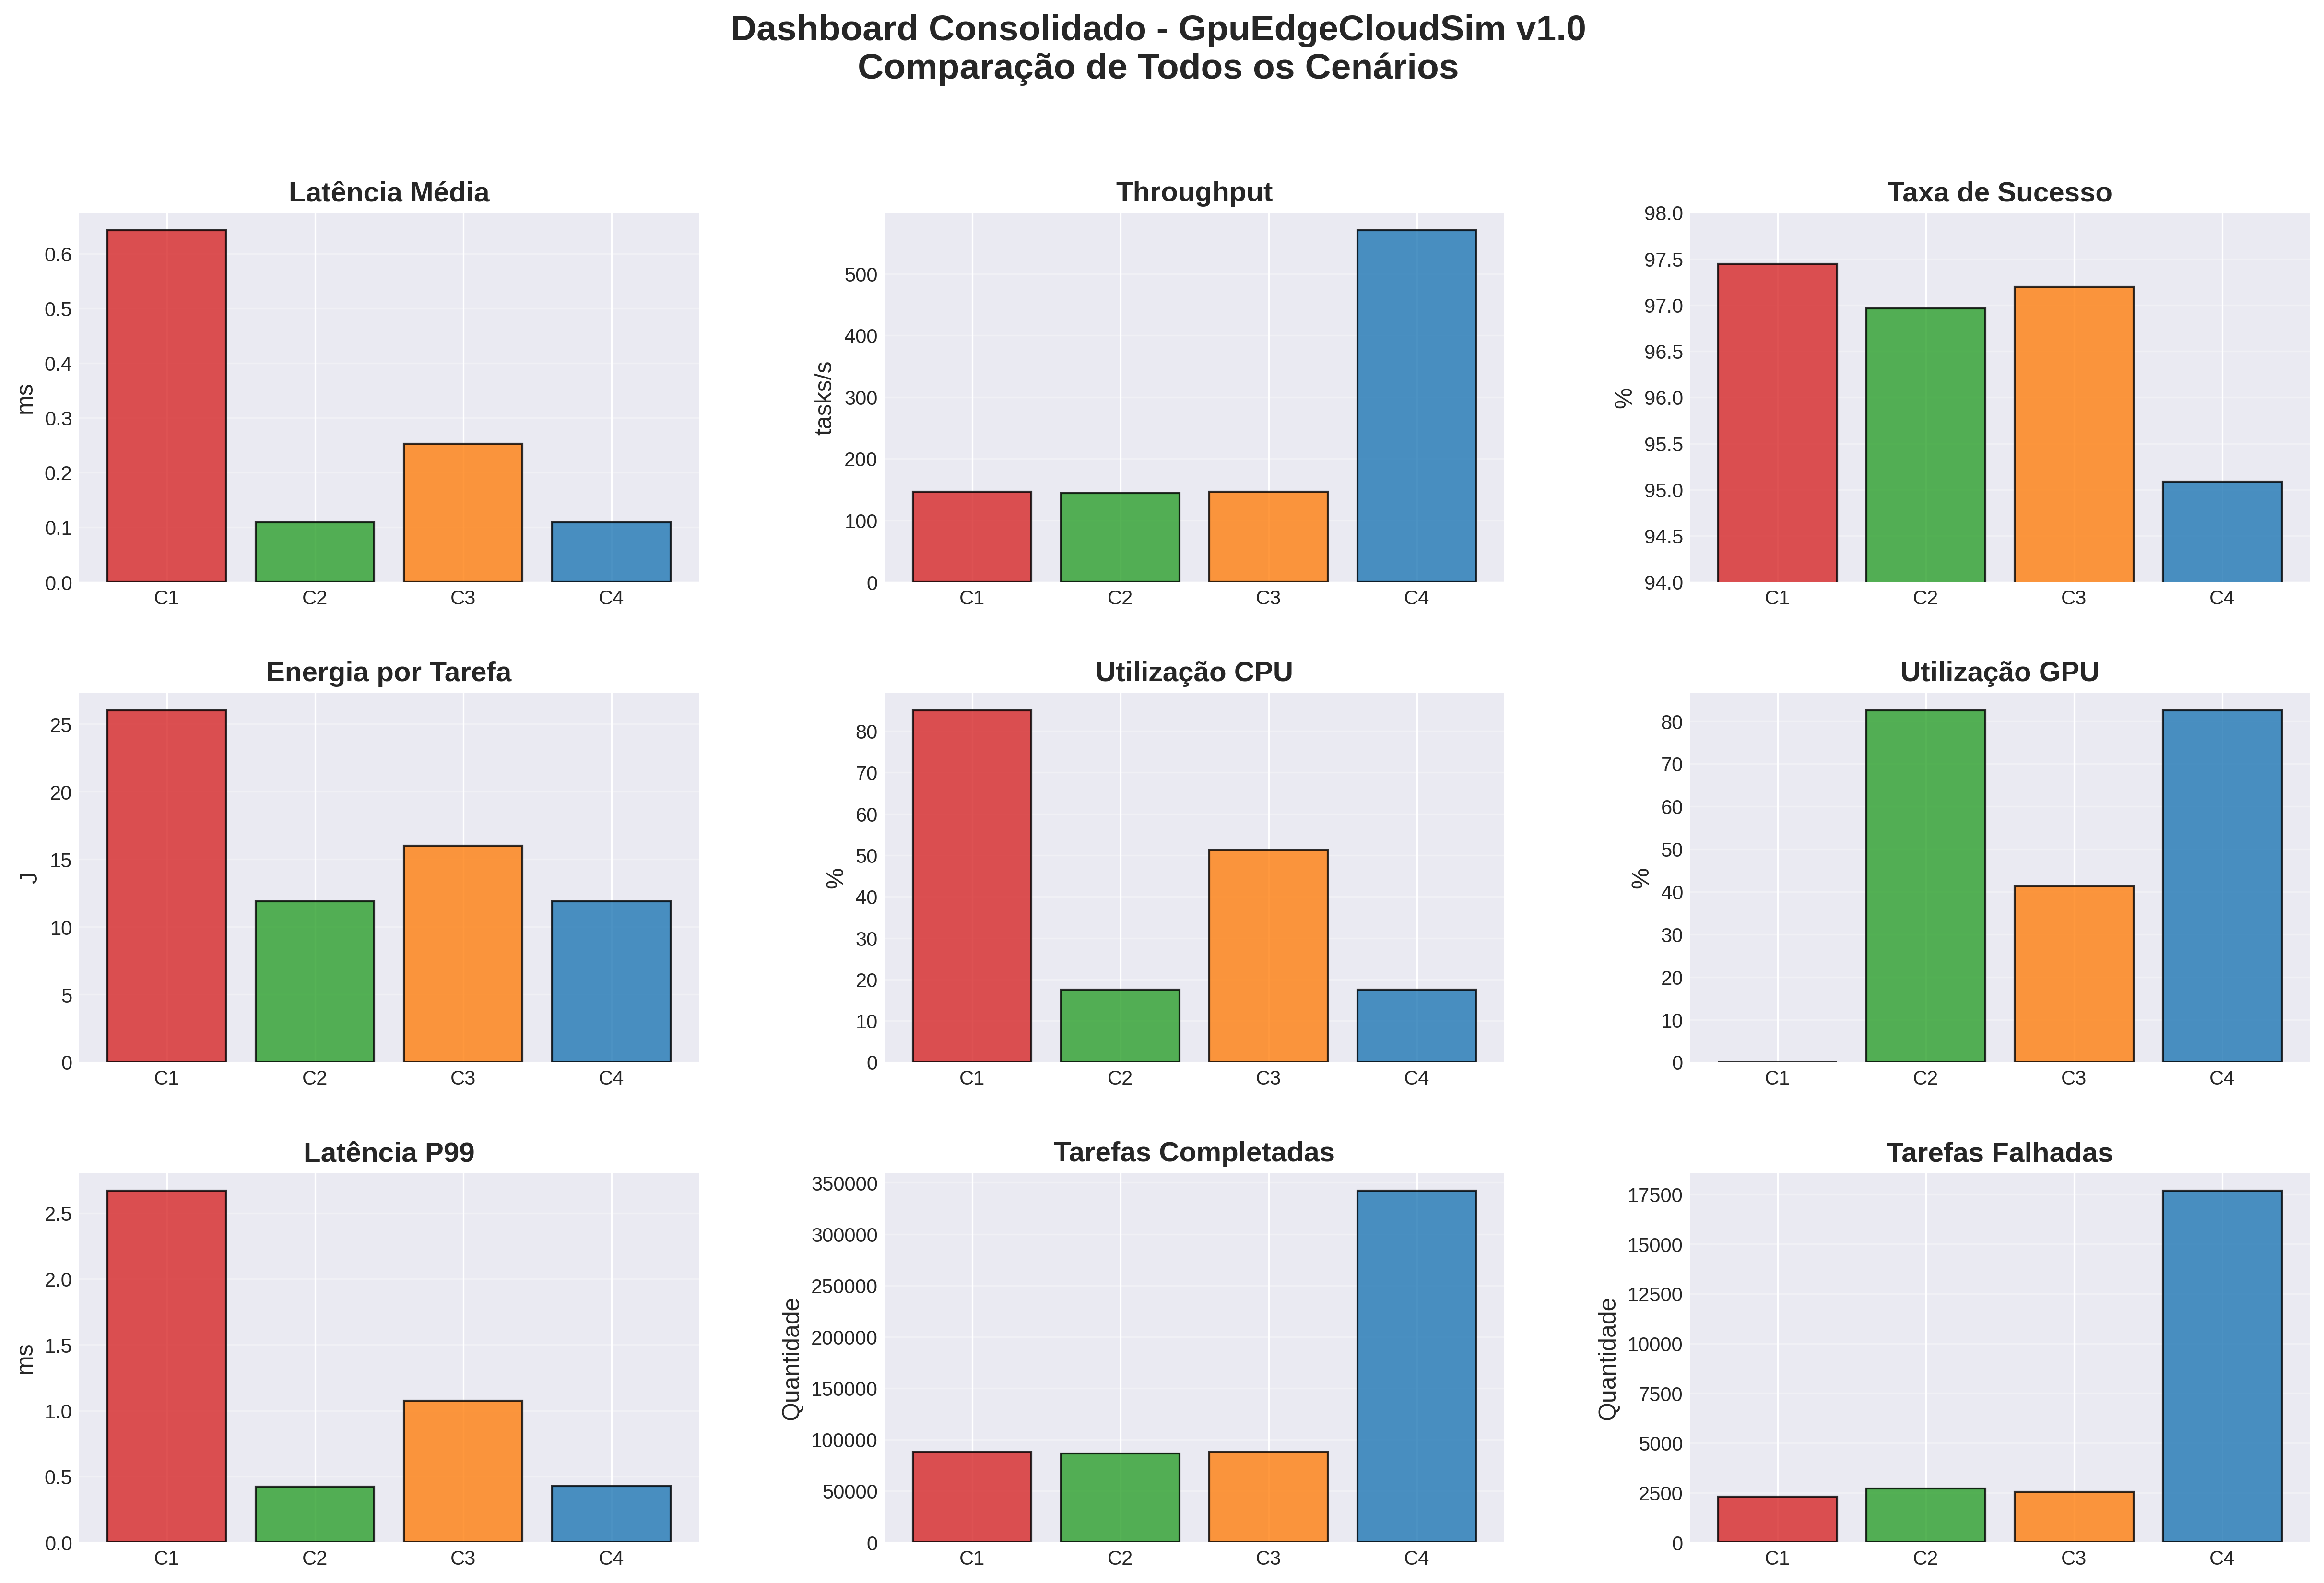 Dashboard Consolidado - GpuEdgeCloudSim v1.0
Comparação de Todos os Cenários
Latência Média
ms
0.6
0.5
0.4
0.3
0.2
0.1
0.0
C1 C2 C3 C4
Throughput
tasks/s
500
400
300
200
100
0
C1 C2 C3 C4
Taxa de Sucesso
%
98.0
97.5
97.0
96.5
96.0
95.5
95.0
94.5
94.0
C1 C2 C3 C4
Energia por Tarefa
J
25
20
15
10
5
0
C1 C2 C3 C4
Utilização CPU
%
80
70
60
50
40
30
20
10
0
C1 C2 C3 C4
Utilização GPU
%
80
70
60
50
40
30
20
10
0
C1 C2 C3 C4
Latência P99
ms
2.5
2.0
1.5
1.0
0.5
0.0
C1 C2 C3 C4
Tarefas Completadas
Quantidade
350000
300000
250000
200000
150000
100000
50000
0
C1 C2 C3 C4
Tarefas Falhadas
Quantidade
17500
15000
12500
10000
7500
5000
2500
0
C1 C2 C3 C4